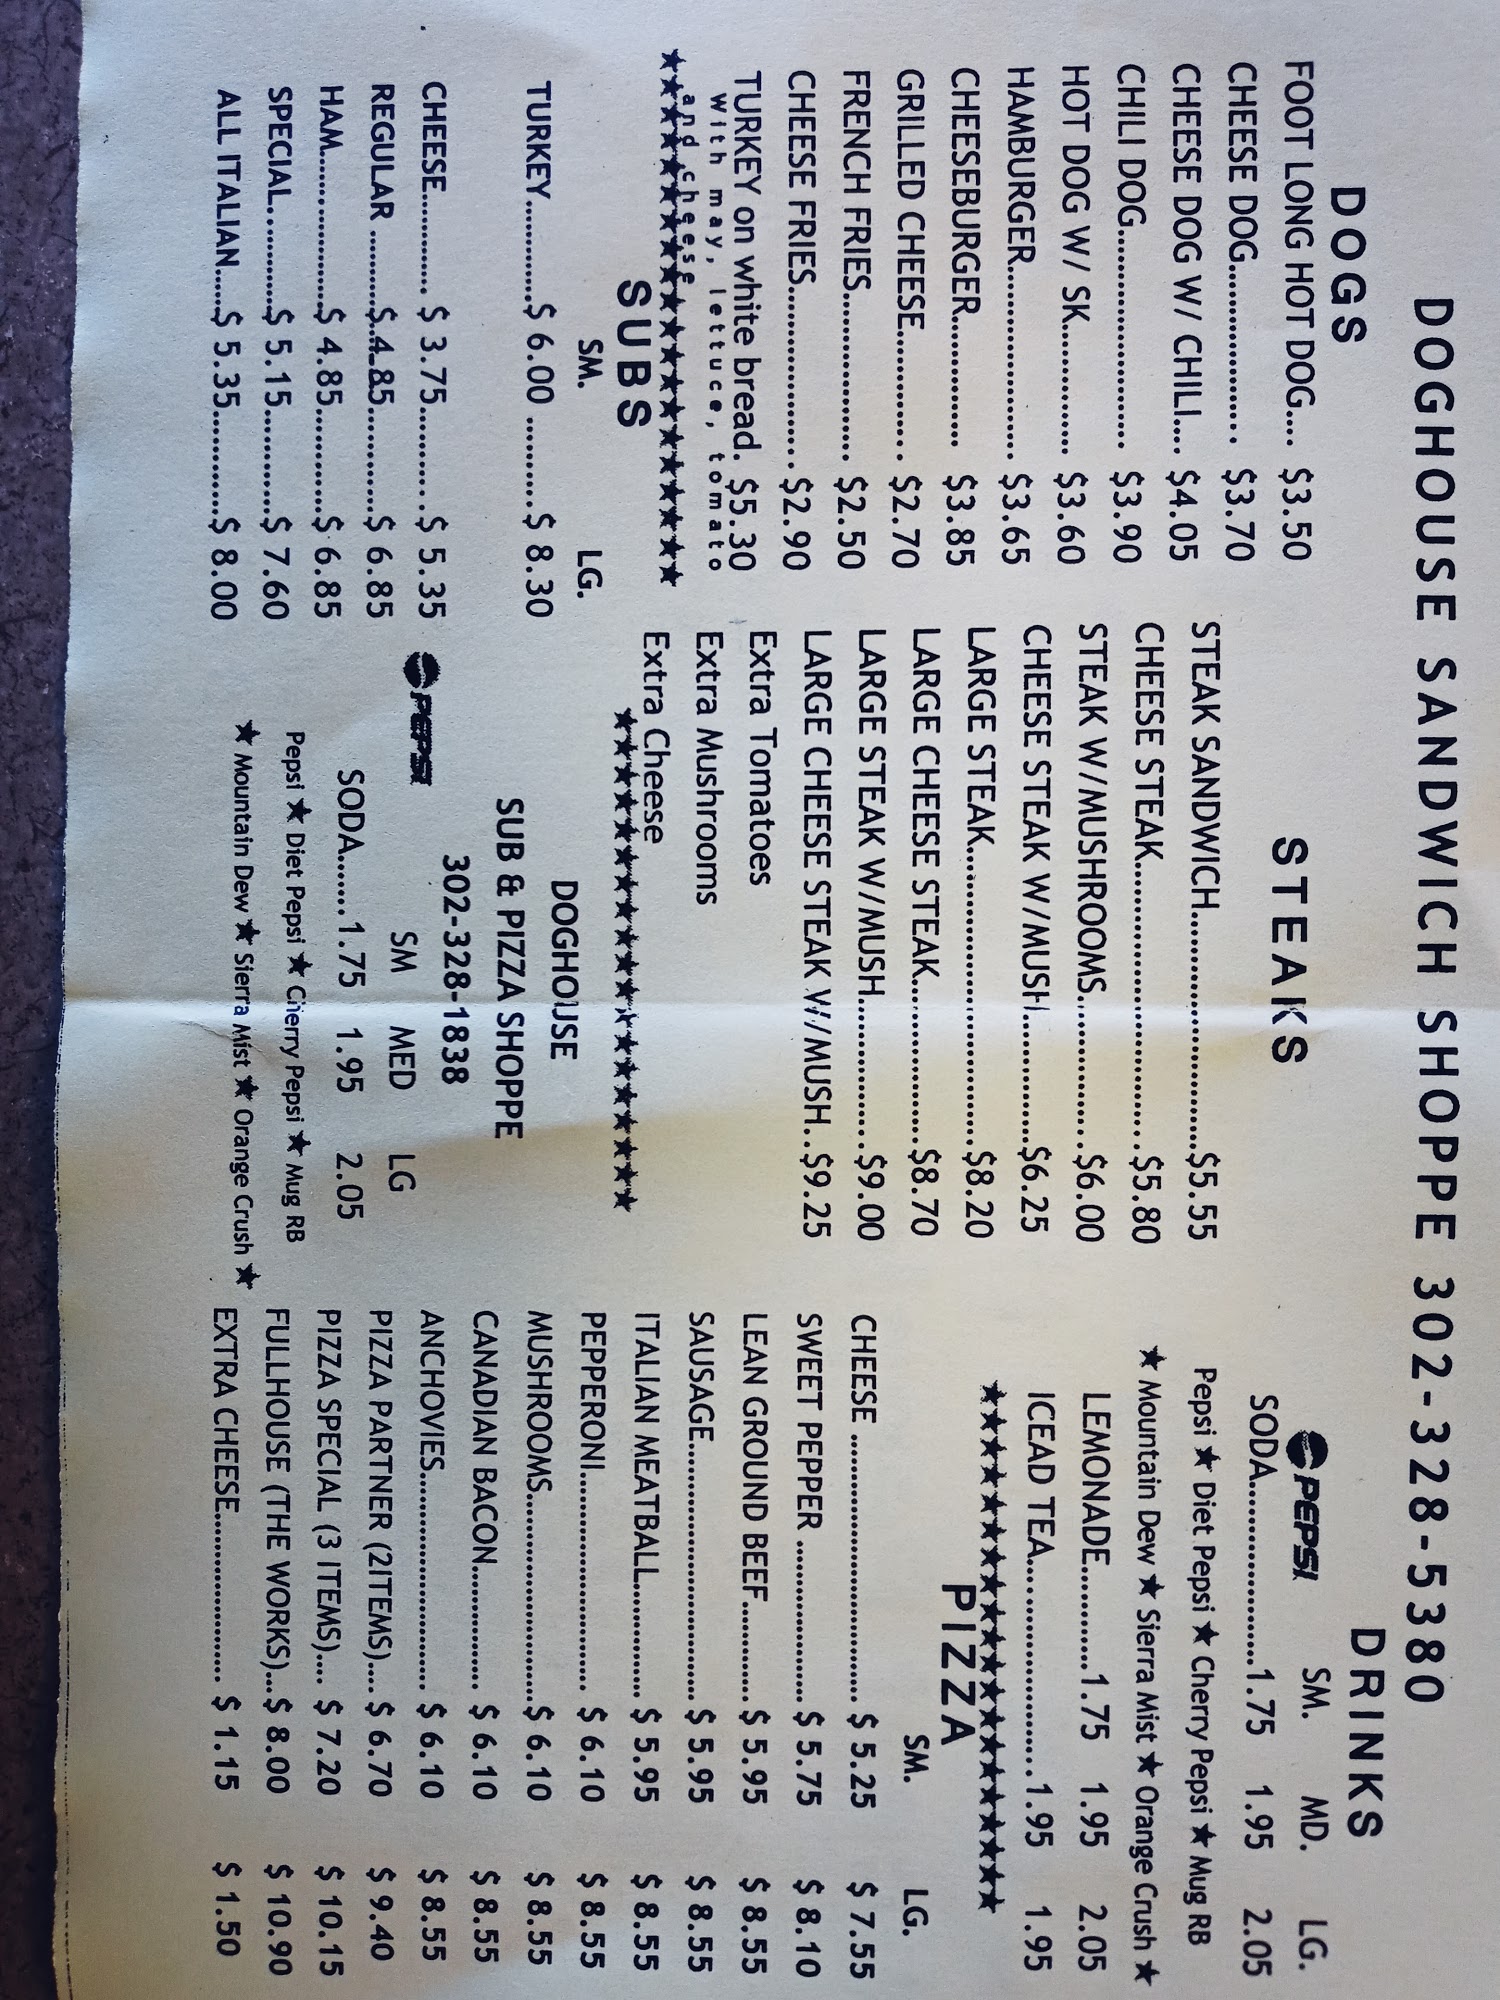 DOGHOUSE SANDWICH SHOPPE 302-328-5380
DOGS
FOOT LONG HOT DOG.... $3.50
CHEESE DOG................. $3.70
CHEESE DOG W/ CHILI.... $4.05
CHILI DOG...................... $3.90
HOT DOG W/ SK............. $3.60
HAMBURGER................... $3.65
CHEESEBURGER.............. $3.85
GRILLED CHEESE............. $2.70
FRENCH FRIES................. $2.50
CHEESE FRIES.................. $2.90
TURKEY on white bread. $5.30
With may, lettuce, tomato
and cheese
★★★★★★★★★★★★★★★★★★★★★★
SUBS
SM. LG.
TURKEY...........$ 6.00 .........$ 8.30
CHEESE............ $ 3.75...........$ 5.35
REGULAR .........$.4.85...........$ 6.85
HAM................$ 4.85...........$ 6.85
SPECIAL............$ 5.15...........$ 7.60
ALL ITALIAN......$ 5.35...........$ 8.00
STEAKS
STEAK SANDWICH............................$5.55
CHEESE STEAK.................................$5.80
STEAK W/MUSHROOMS...................$6.00
CHEESE STEAK W/MUSH..................$6.25
LARGE STEAK..................................$8.20
LARGE CHEESE STEAK.....................$8.70
LARGE STEAK W/MUSH...................$9.00
LARGE CHEESE STEAK W/MUSH...$9.25
Extra Tomatoes
Extra Mushrooms
Extra Cheese
★★★★★★★★★★★★★★★★★★★★★
DOGHOUSE
SUB & PIZZA SHOPPE
302-328-1838
PEPSI SM MED LG
SODA......1.75 1.95 2.05
Pepsi ★ Diet Pepsi ★ Cherry Pepsi ★ Mug RB
★ Mountain Dew ★ Sierra Mist ★ Orange Crush ★
DRINKS
PEPSI SM. MD. LG.
SODA......................1.75 1.95 2.05
Pepsi ★ Diet Pepsi ★ Cherry Pepsi ★ Mug RB
★ Mountain Dew ★ Sierra Mist ★ Orange Crush ★
LEMONADE............1.75 1.95 2.05
ICEAD TEA..........................1.95 1.95
★★★★★★★★★★★★★★★★★★★★★★
PIZZA
SM. LG.
CHEESE ................................ $ 5.25 $ 7.55
SWEET PEPPER ................... $ 5.75 $ 8.10
LEAN GROUND BEEF............ $ 5.95 $ 8.55
SAUSAGE............................... $ 5.95 $ 8.55
ITALIAN MEATBALL.............. $ 5.95 $ 8.55
PEPPERONI......................... $ 6.10 $ 8.55
MUSHROOMS.........................$ 6.10 $ 8.55
CANADIAN BACON............... $ 6.10 $ 8.55
ANCHOVIES......................... $ 6.10 $ 8.55
PIZZA PARTNER (2ITEMS).... $ 6.70 $ 9.40
PIZZA SPECIAL (3 ITEMS).... $ 7.20 $ 10.15
FULLHOUSE (THE WORKS)...$ 8.00 $ 10.90
EXTRA CHEESE..................... $ 1.15 $ 1.50